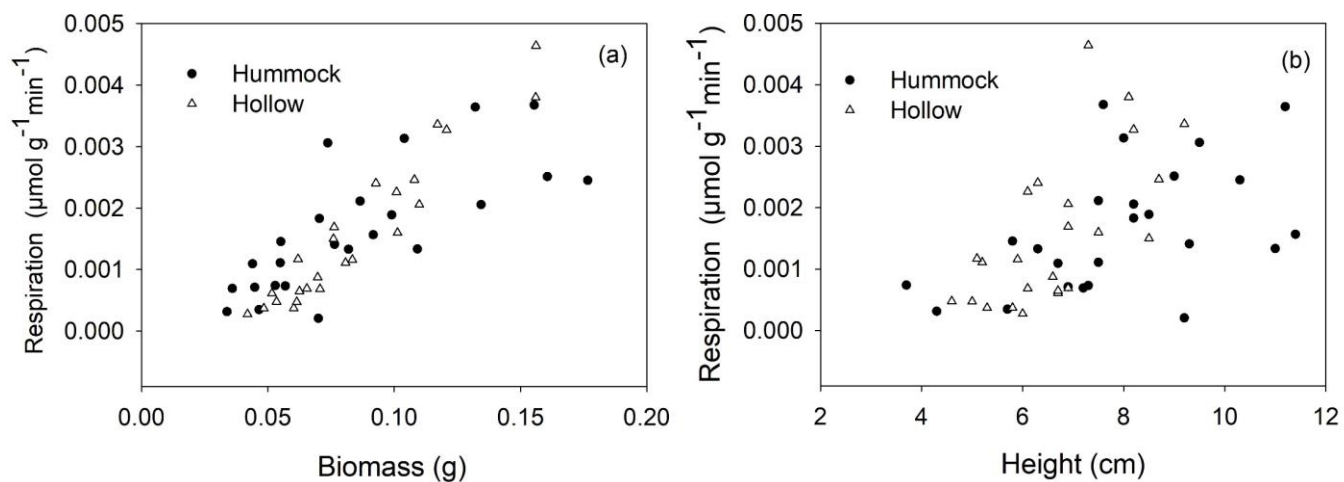 Respiration (µmol g⁻¹min⁻¹)
0.005
0.004
0.003
0.002
0.001
0.000
(a)
Hummock
Hollow
0.00 0.05 0.10 0.15 0.20
Biomass (g)
Respiration (µmol g⁻¹min⁻¹)
0.005
0.004
0.003
0.002
0.001
0.000
(b)
Hummock
Hollow
2 4 6 8 10 12
Height (cm)